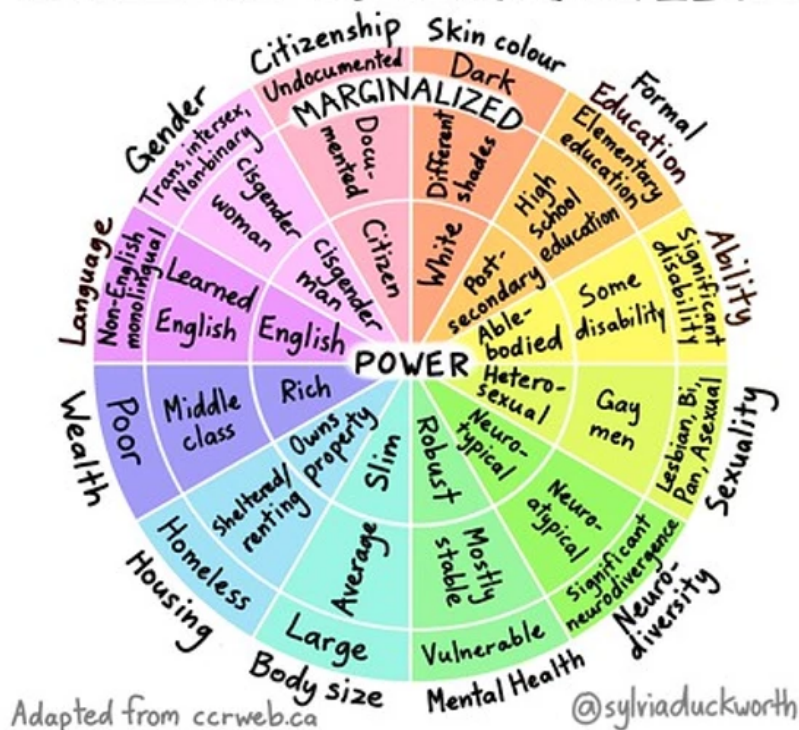 Citizenship
Undocumented
Docu-
mented
Citizen
Skin colour
Dark
Different
shades
White
Formal
Education
Elementary
education
High
School
education
Post-
secondary
Ability
Significant
disability
Some
disability
Able-
bodied
Sexuality
Lesbian, Bi,
Pan, Asexual
Gay
men
Hetero-
sexual
Neuro-
diversity
Significant
neurodivergence
Neuro-
atypical
Neuro-
typical
Mental Health
Vulnerable
Mostly
stable
Robust
Body size
Large
Average
Slim
Housing
Homeless
Sheltered/
renting
Owns
property
Wealth
Poor
Middle
class
Rich
Language
Non-English
monolingual
Learned
English
English
Gender
Trans, intersex,
Non-binary
cisgender
woman
cisgender
man
MARGINALIZED
POWER
Adapted from ccrweb.ca
@sylviaduckworth